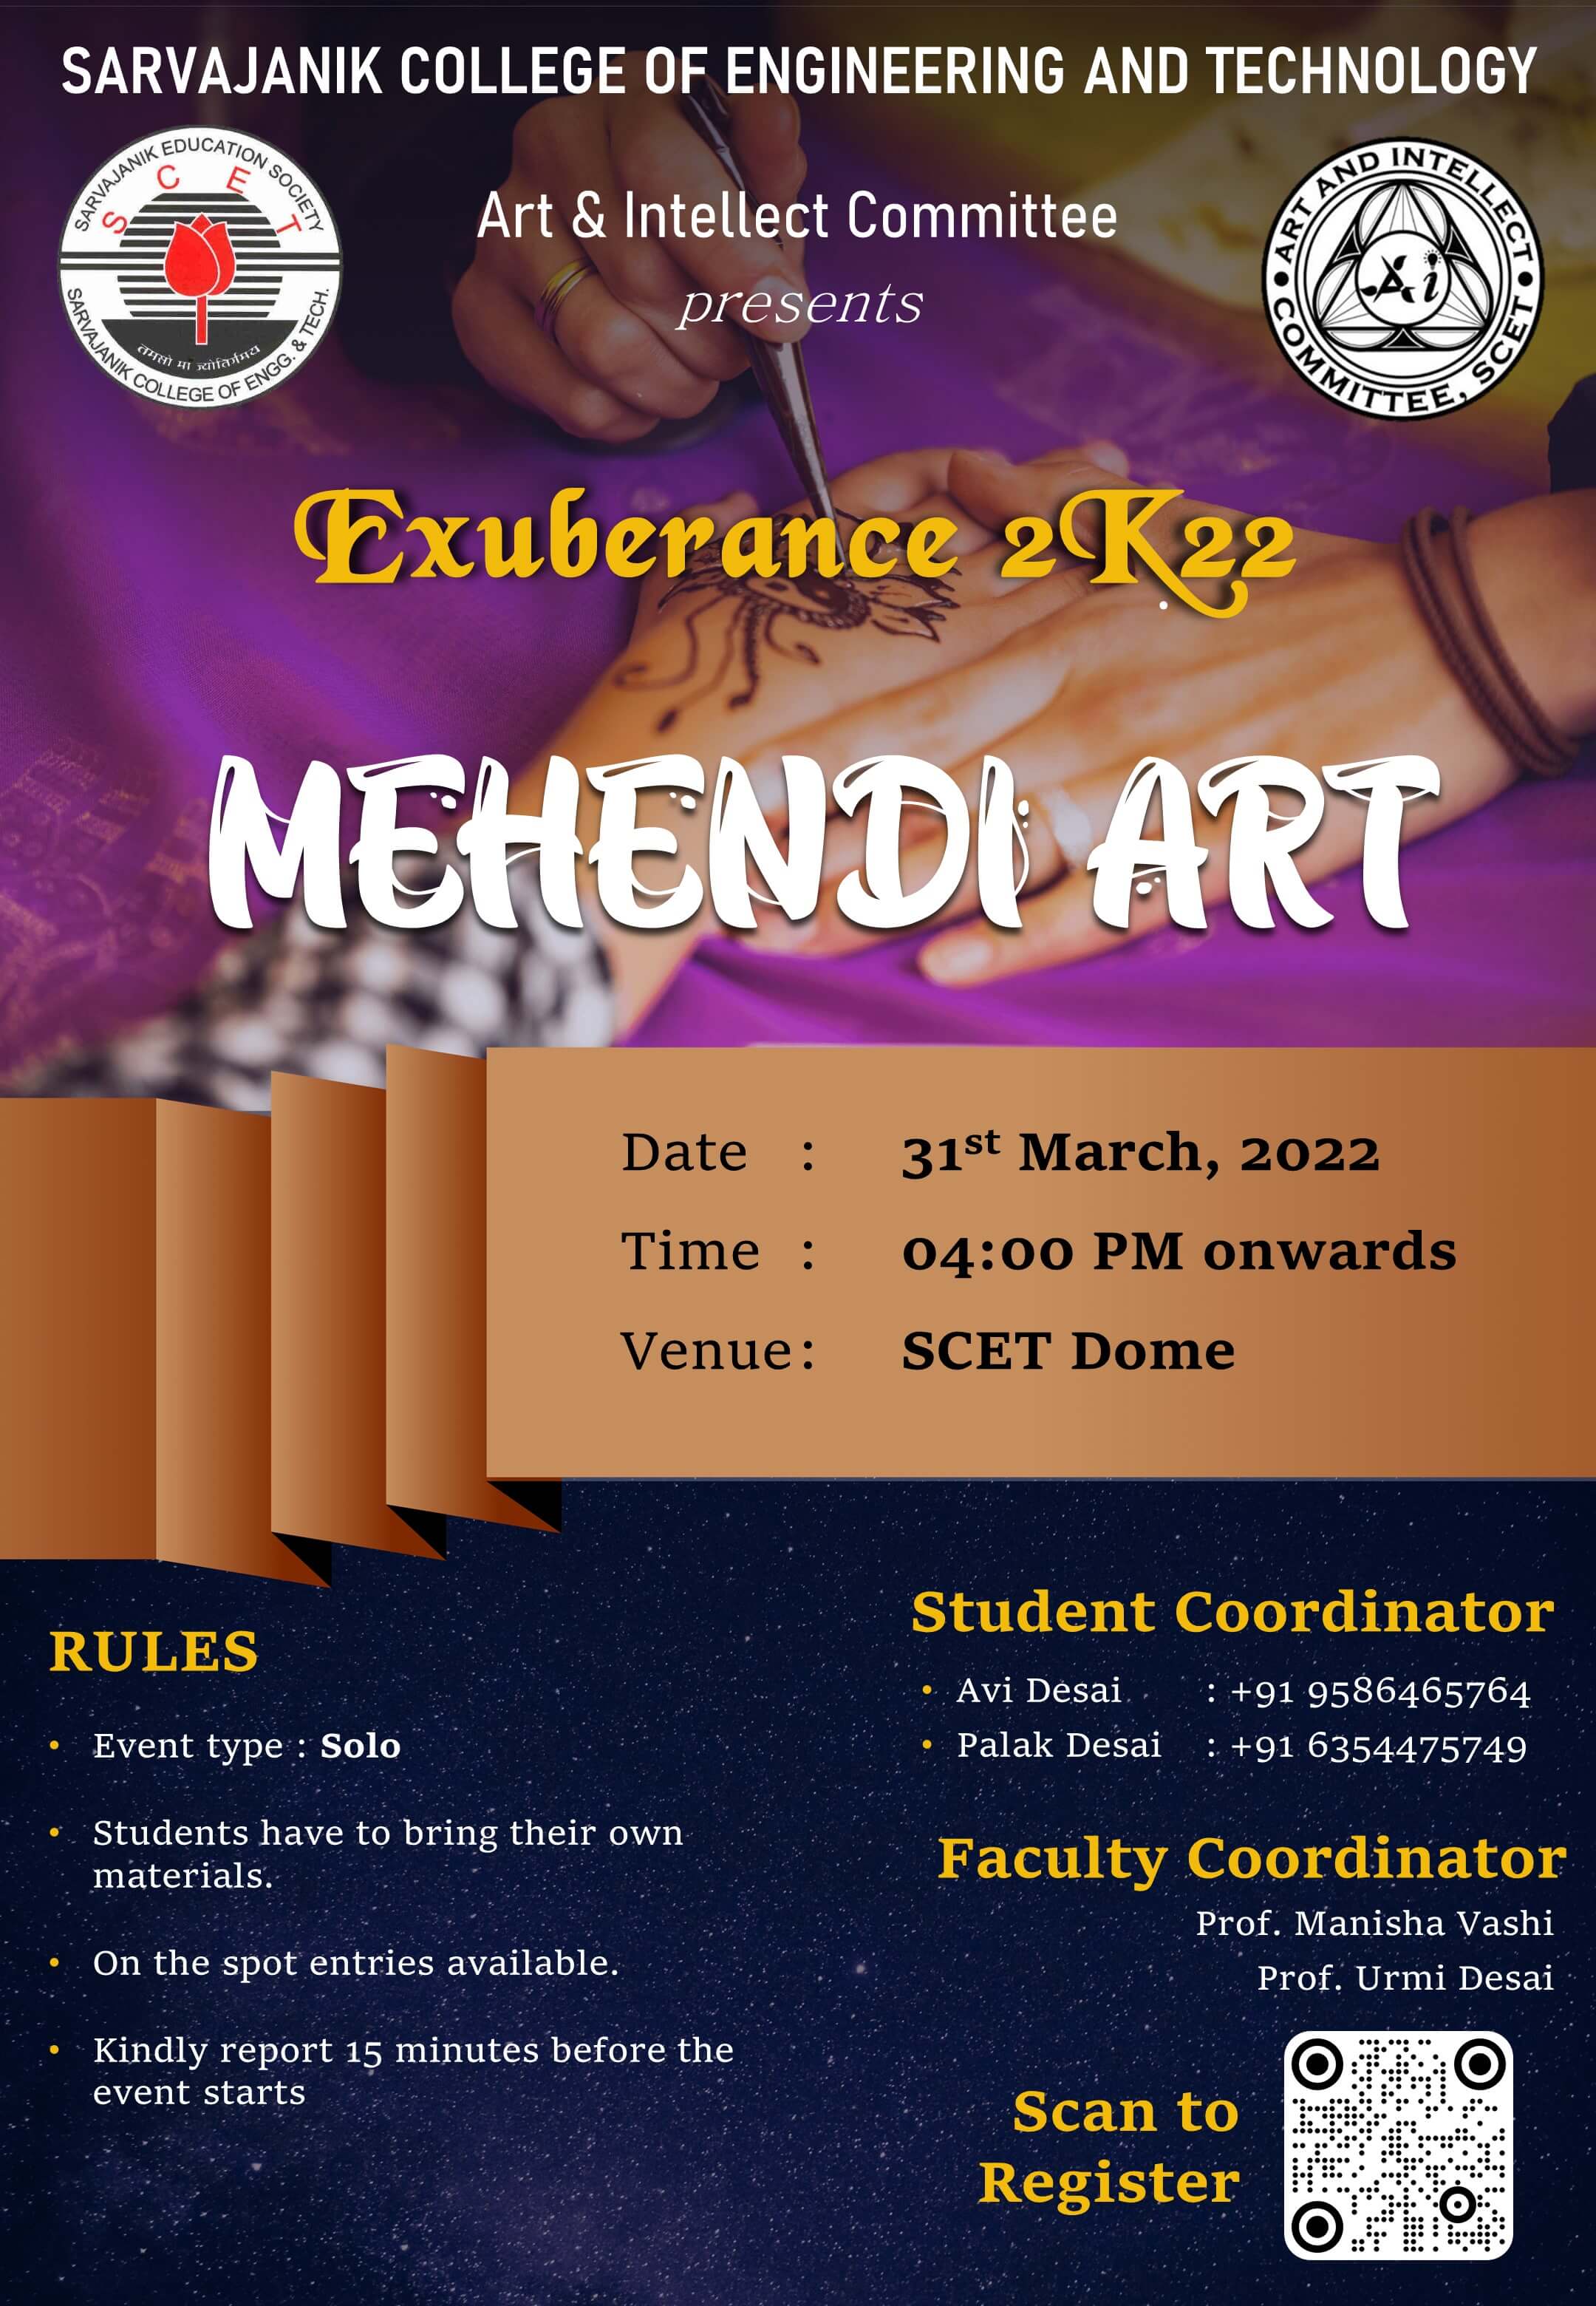 SARVAJANIK COLLEGE OF ENGINEERING AND TECHNOLOGY
SARVAJANIK EDUCATION SOCIETY
S C E T
तमसो मा ज्योतिर्गमय
SARVAJANIK COLLEGE OF ENGG. & TECH.
Art & Intellect Committee
presents
ART AND INTELLECT
Ai
COMMITTEE, SCET
Exuberance 2K22
MEHENDI ART
Date : 31st March, 2022
Time : 04:00 PM onwards
Venue: SCET Dome
RULES
• Event type : Solo
• Students have to bring their own
materials.
• On the spot entries available.
• Kindly report 15 minutes before the
event starts
Student Coordinator
• Avi Desai : +91 9586465764
• Palak Desai : +91 6354475749
Faculty Coordinator
Prof. Manisha Vashi
Prof. Urmi Desai
Scan to
Register